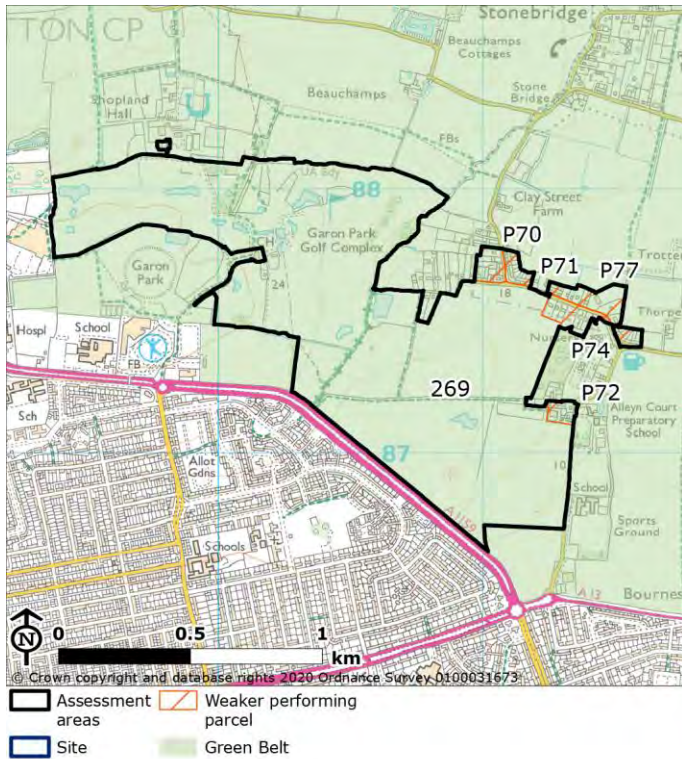 Stonebridge
TON CP
Beauchamps
Cottages
Shopland
Hall
Beauchamps
Stone
Bridge
FBs
UA Bdy
88
Clay Street
Farm
P70
Garon Park
Golf Complex
P71
P77
Trotter
Garon
Park
24
18
Thorpe
Hospl
School
FB
P74
269
P72
Sch
Alleyn Court
Preparatory
School
Allot
Gdns
87
10
A1159
School
Schools
Sports
Ground
A 13
Bournes
N
0 0.5 1
km
© Crown copyright and database rights 2020 Ordnance Survey 0100031673
Assessment
areas
Weaker performing
parcel
Site
Green Belt